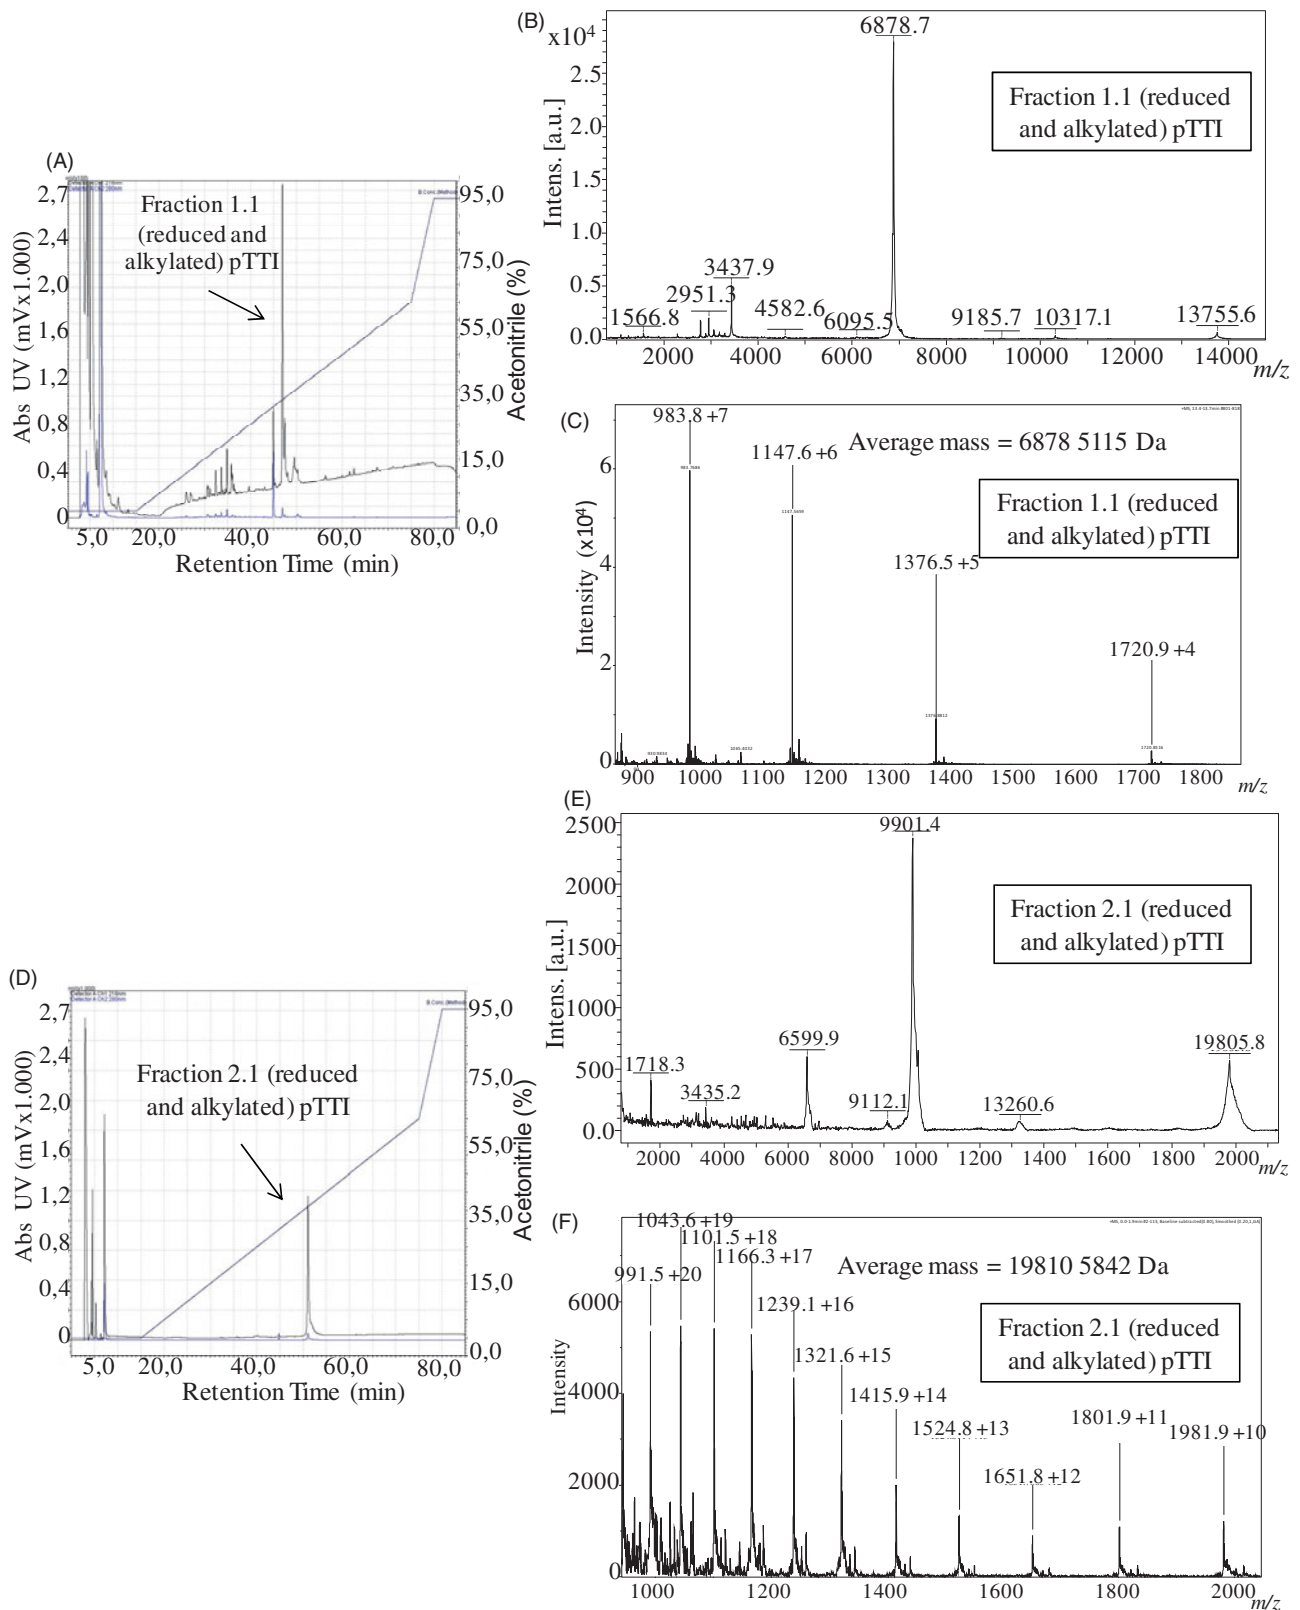 (A)
2,7
2,4
2,0
1,6
1,2
0,8
0,4
0
Abs UV (mVx1.000)
Fraction 1.1
(reduced and
alkylated) pTTI
95,0
75,0
55,0
35,0
15,0
0,0
Acetonitrile (%)
5,0 20,0 40,0 60,0 80,0
Retention Time (min)
(B)
x10⁴
2.5
2.0
1.5
1.0
0.5
0.0
Intens. [a.u.]
6878.7
Fraction 1.1 (reduced
and alkylated) pTTI
3437.9
2951.3
1566.8
4582.6
6095.5
9185.7
10317.1
13755.6
2000 4000 6000 8000 10000 12000 14000
m/z
(C)
983.8 +7
1147.6 +6
Average mass = 6878 5115 Da
Fraction 1.1 (reduced
and alkylated) pTTI
1376.5 +5
1720.9 +4
6
4
2
0
Intensity (x10⁴)
900 1000 1100 1200 1300 1400 1500 1600 1700 1800
m/z
(D)
2,7
2,4
2,0
1,6
1,2
0,8
0,4
0
Abs UV (mVx1.000)
Fraction 2.1 (reduced
and alkylated) pTTI
95,0
75,0
55,0
35,0
15,0
0,0
Acetonitrile (%)
5,0 20,0 40,0 60,0 80,0
Retention Time (min)
(E)
2500
2000
1500
1000
500
0.0
Intens. [a.u.]
9901.4
Fraction 2.1 (reduced
and alkylated) pTTI
1718.3
3435.2
6599.9
9112.1
13260.6
19805.8
2000 4000 6000 8000 1000 1200 1400 1600 1800 2000
m/z
(F)
1043.6 +19
1101.5 +18
1166.3 +17
991.5 +20
1239.1 +16
1321.6 +15
1415.9 +14
1524.8 +13
1651.8 +12
1801.9 +11
1981.9 +10
Average mass = 19810 5842 Da
Fraction 2.1 (reduced
and alkylated) pTTI
6000
4000
2000
0
Intensity
1000 1200 1400 1600 1800 2000
m/z